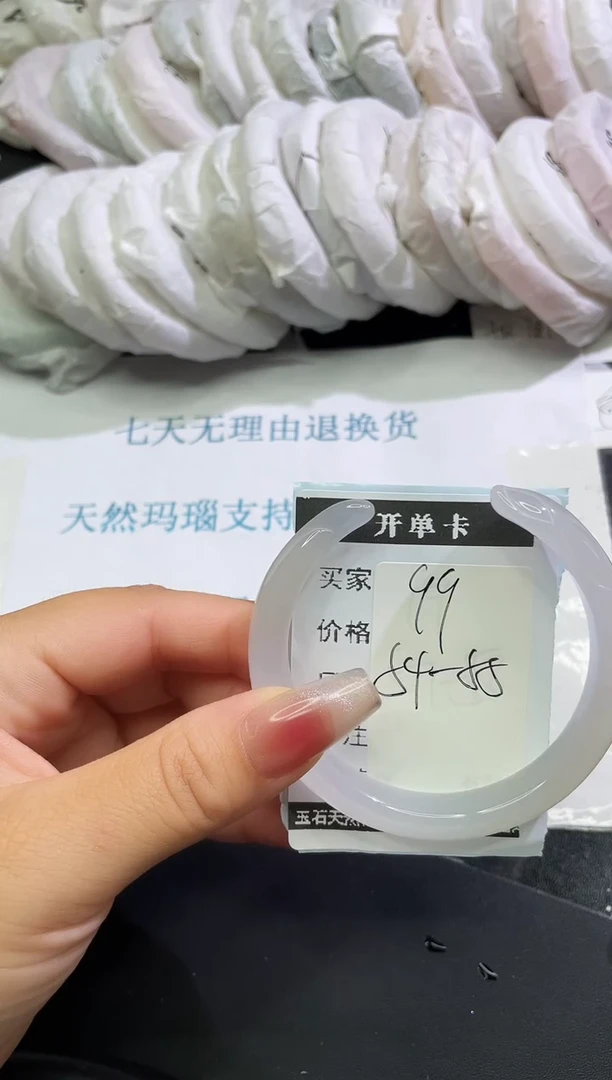 七天无理由退换货
天然玛瑙支持
开单卡
买家
99
价格
54-55
注
玉石天然